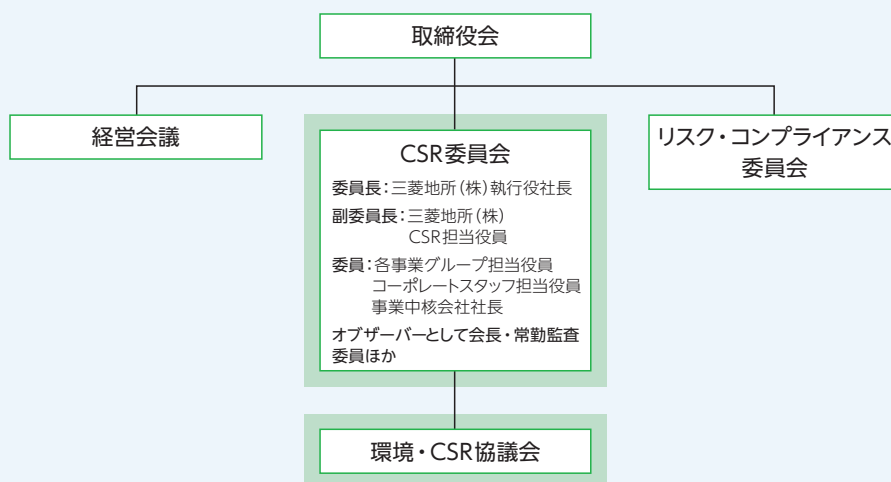 取締役会
経営会議
CSR委員会
委員長：三菱地所（株）執行役社長
副委員長：三菱地所（株）
CSR担当役員
委員：各事業グループ担当役員
コーポレートスタッフ担当役員
事業中核会社社長
オブザーバーとして会長・常勤監査
委員ほか
リスク・コンプライアンス
委員会
環境・CSR協議会